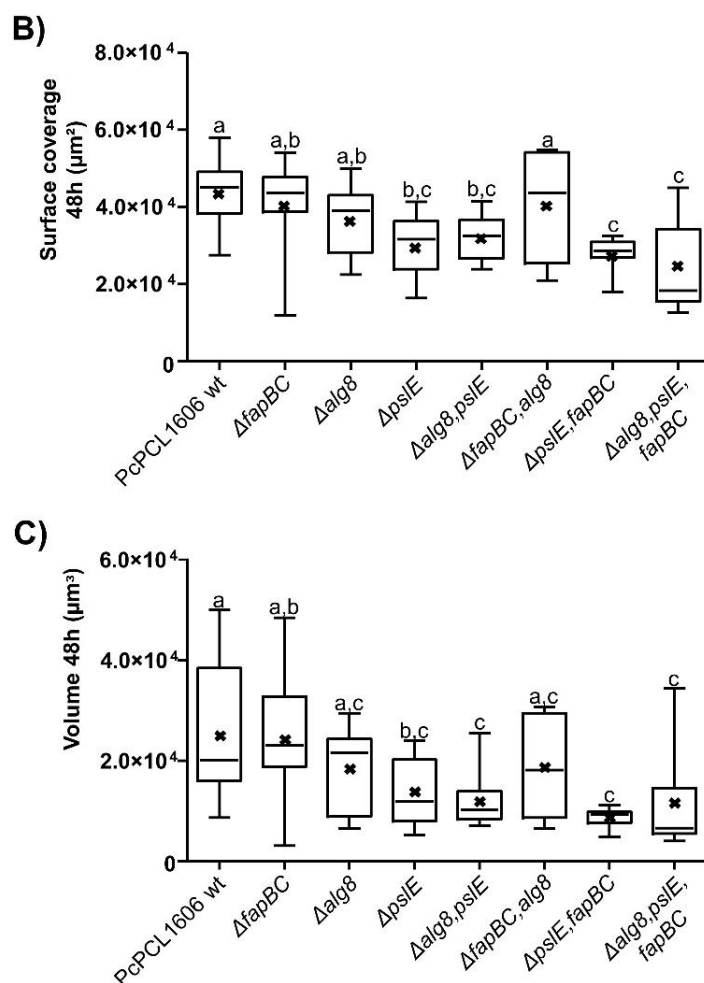 B)
Surface coverage
48h (μm²)
8.0×10⁴
6.0×10⁴
4.0×10⁴
2.0×10⁴
0
a
a,b
a,b
b,c
b,c
a
c
c
PcPCL1606 wt
ΔfapBC
Δalg8
ΔpslE
Δalg8,pslE
ΔfapBC,alg8
ΔpslE,fapBC
Δalg8,pslE,
fapBC
C)
Volume 48h (μm³)
6.0×10⁴
4.0×10⁴
2.0×10⁴
0
a
a,b
a,c
b,c
c
a,c
c
c
PcPCL1606 wt
ΔfapBC
Δalg8
ΔpslE
Δalg8,pslE
ΔfapBC,alg8
ΔpslE,fapBC
Δalg8,pslE,
fapBC